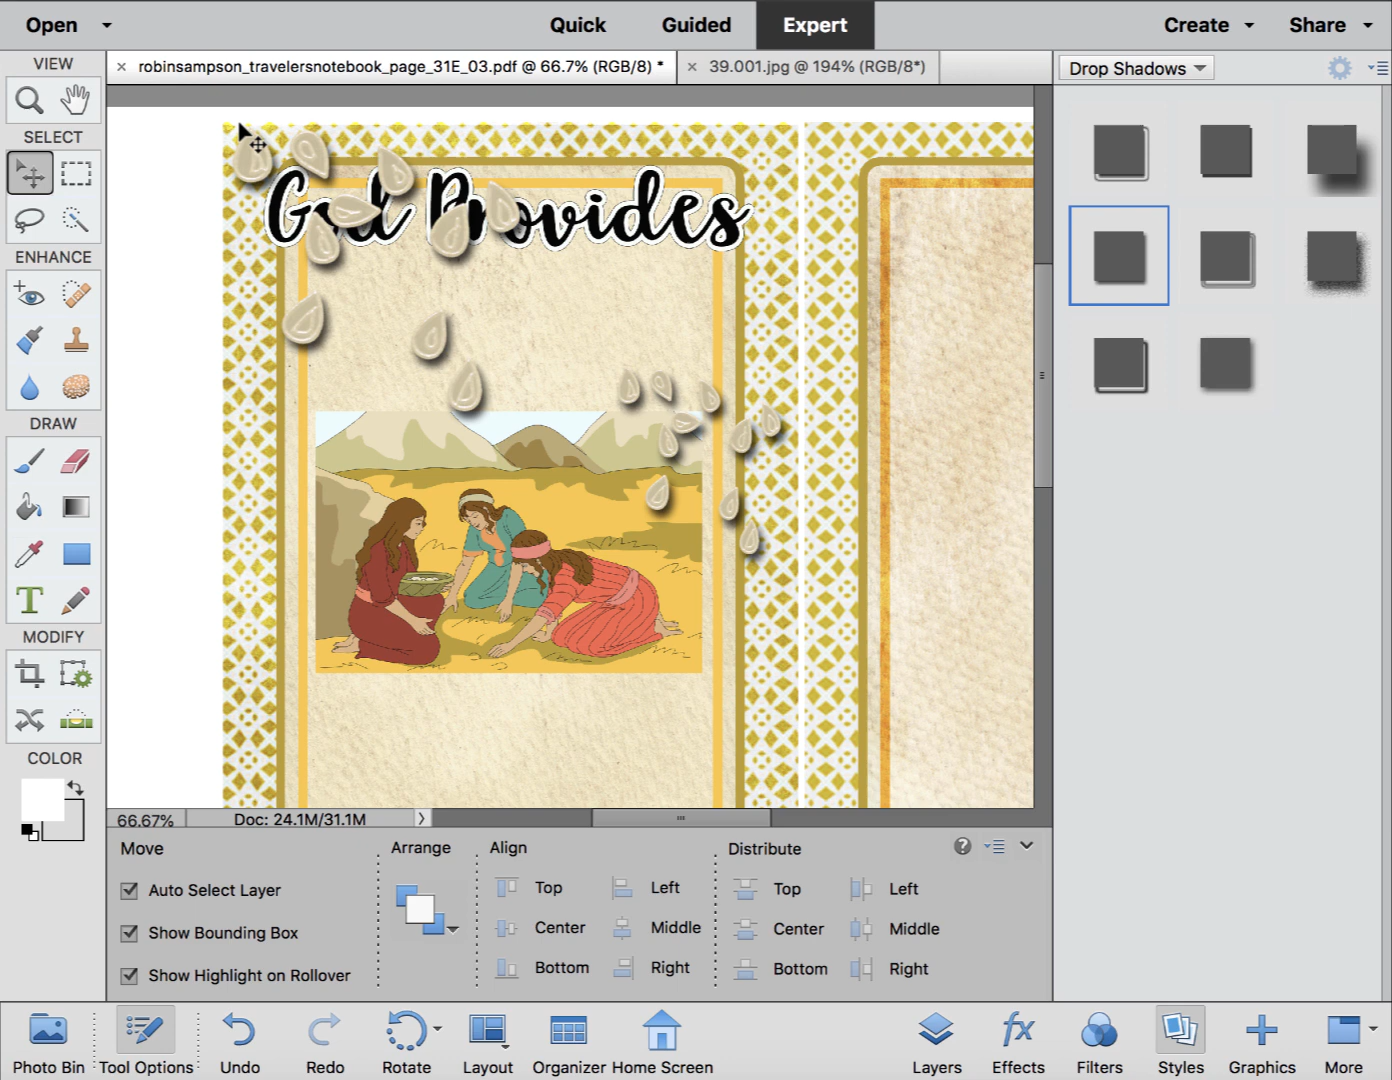 Open
Quick
Guided
Expert
Create
Share
VIEW
× robinsampson_travelersnotebook_page_31E_03.pdf @ 66.7% (RGB/8) *
× 39.001.jpg @ 194% (RGB/8*)
Drop Shadows
SELECT
ENHANCE
DRAW
T
MODIFY
COLOR
God Provides
66.67%
Doc: 24.1M/31.1M
Move
Auto Select Layer
Show Bounding Box
Show Highlight on Rollover
Arrange
Align
Top
Left
Center
Middle
Bottom
Right
Distribute
Top
Left
Center
Middle
Bottom
Right
Photo Bin
Tool Options
Undo
Redo
Rotate
Layout
Organizer
Home Screen
Layers
fx
Effects
Filters
Styles
Graphics
More